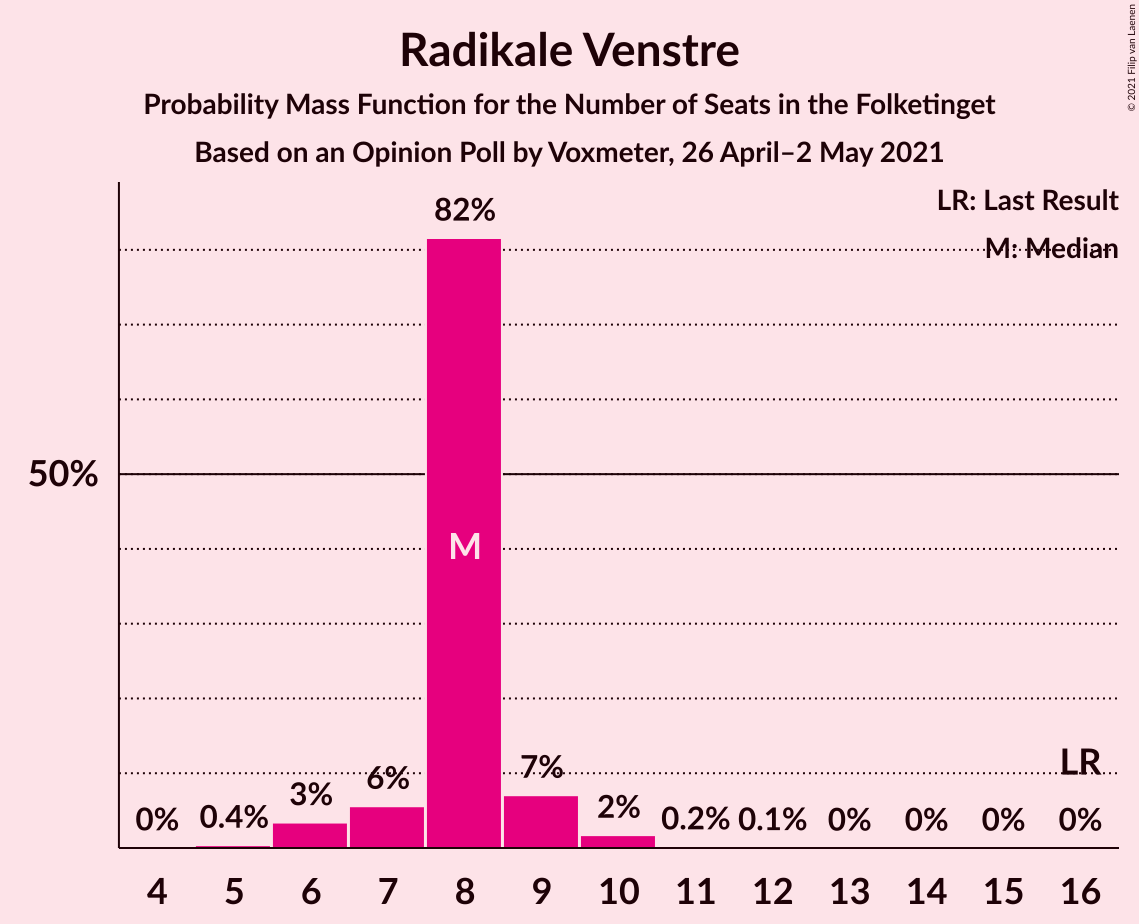 Radikale Venstre
Probability Mass Function for the Number of Seats in the Folketinget
Based on an Opinion Poll by Voxmeter, 26 April–2 May 2021
© 2021 Filip van Laenen
LR: Last Result
M: Median
82%
50%
M
LR
0% 0.4% 3% 6% 7% 2% 0.2% 0.1% 0% 0% 0% 0%
4 5 6 7 8 9 10 11 12 13 14 15 16